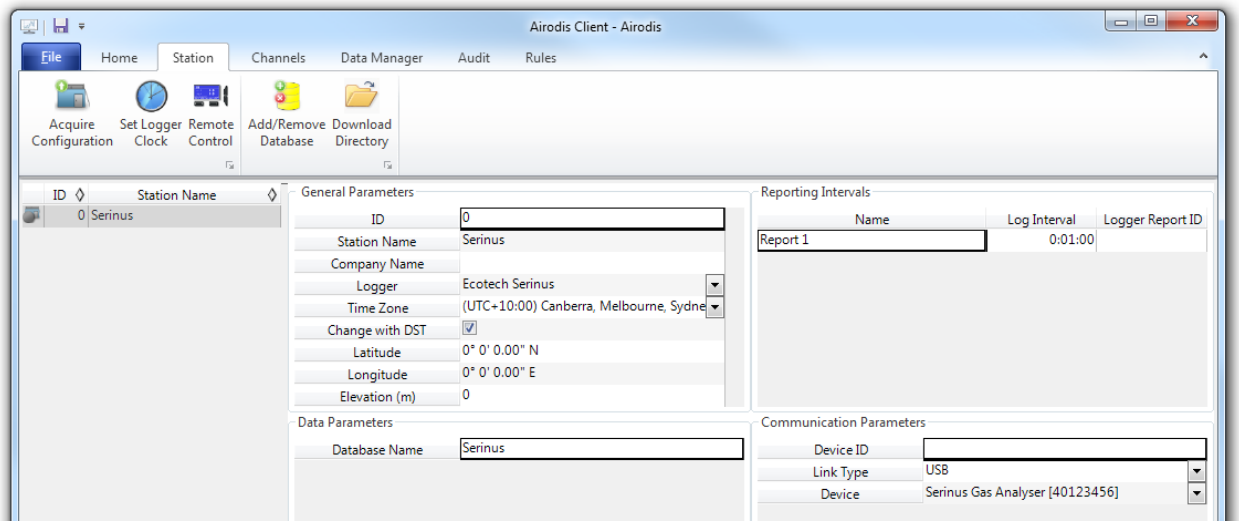 Airodis Client - Airodis
File Home Station Channels Data Manager Audit Rules
Acquire Configuration
Set Logger Clock
Remote Control
Add/Remove Database
Download Directory
ID Station Name
0 Serinus
General Parameters
ID 0
Station Name Serinus
Company Name
Logger Ecotech Serinus
Time Zone (UTC+10:00) Canberra, Melbourne, Sydne
Change with DST
Latitude 0° 0' 0.00" N
Longitude 0° 0' 0.00" E
Elevation (m) 0
Reporting Intervals
Name Log Interval Logger Report ID
Report 1 0:01:00
Data Parameters
Database Name Serinus
Communication Parameters
Device ID
Link Type USB
Device Serinus Gas Analyser [40123456]